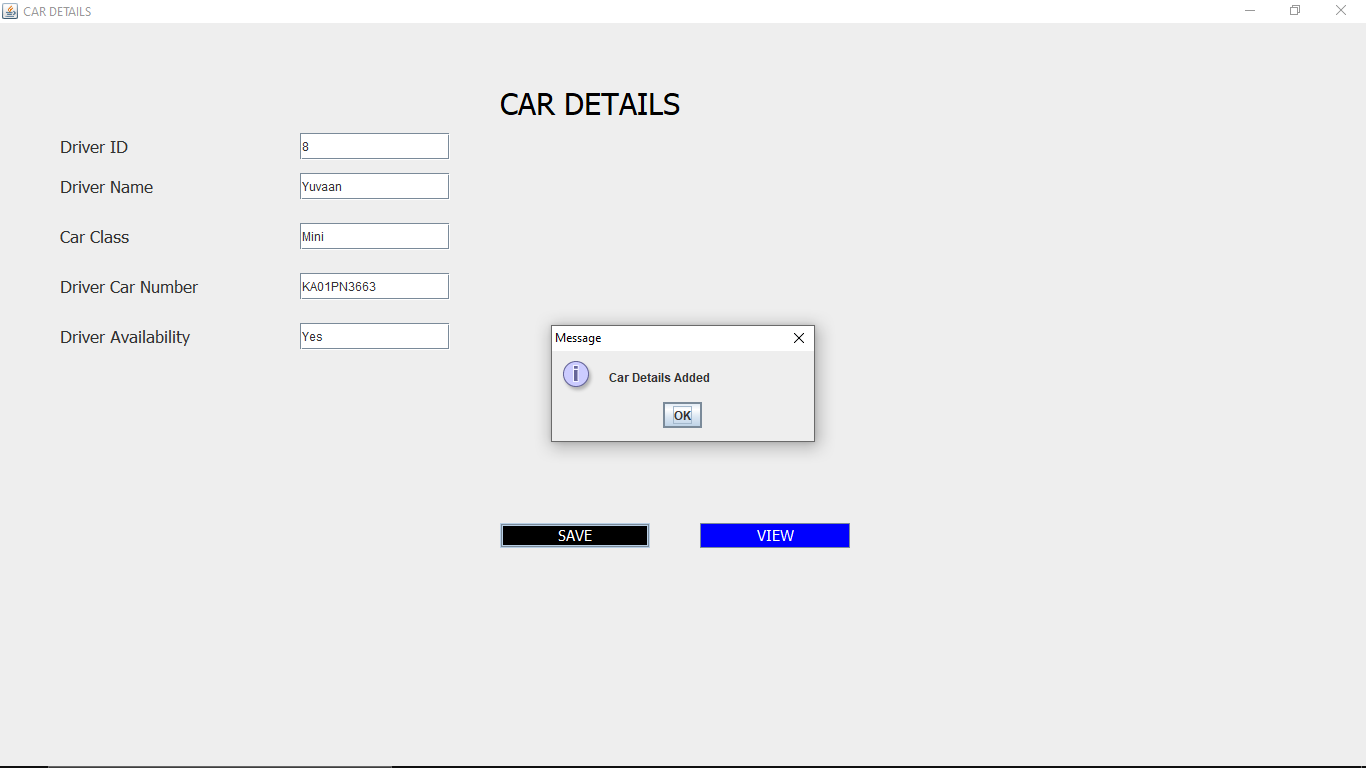 CAR DETAILS
CAR DETAILS
Driver ID 8
Driver Name Yuvaan
Car Class Mini
Driver Car Number KA01PN3663
Driver Availability Yes
Message
i Car Details Added
OK
SAVE VIEW